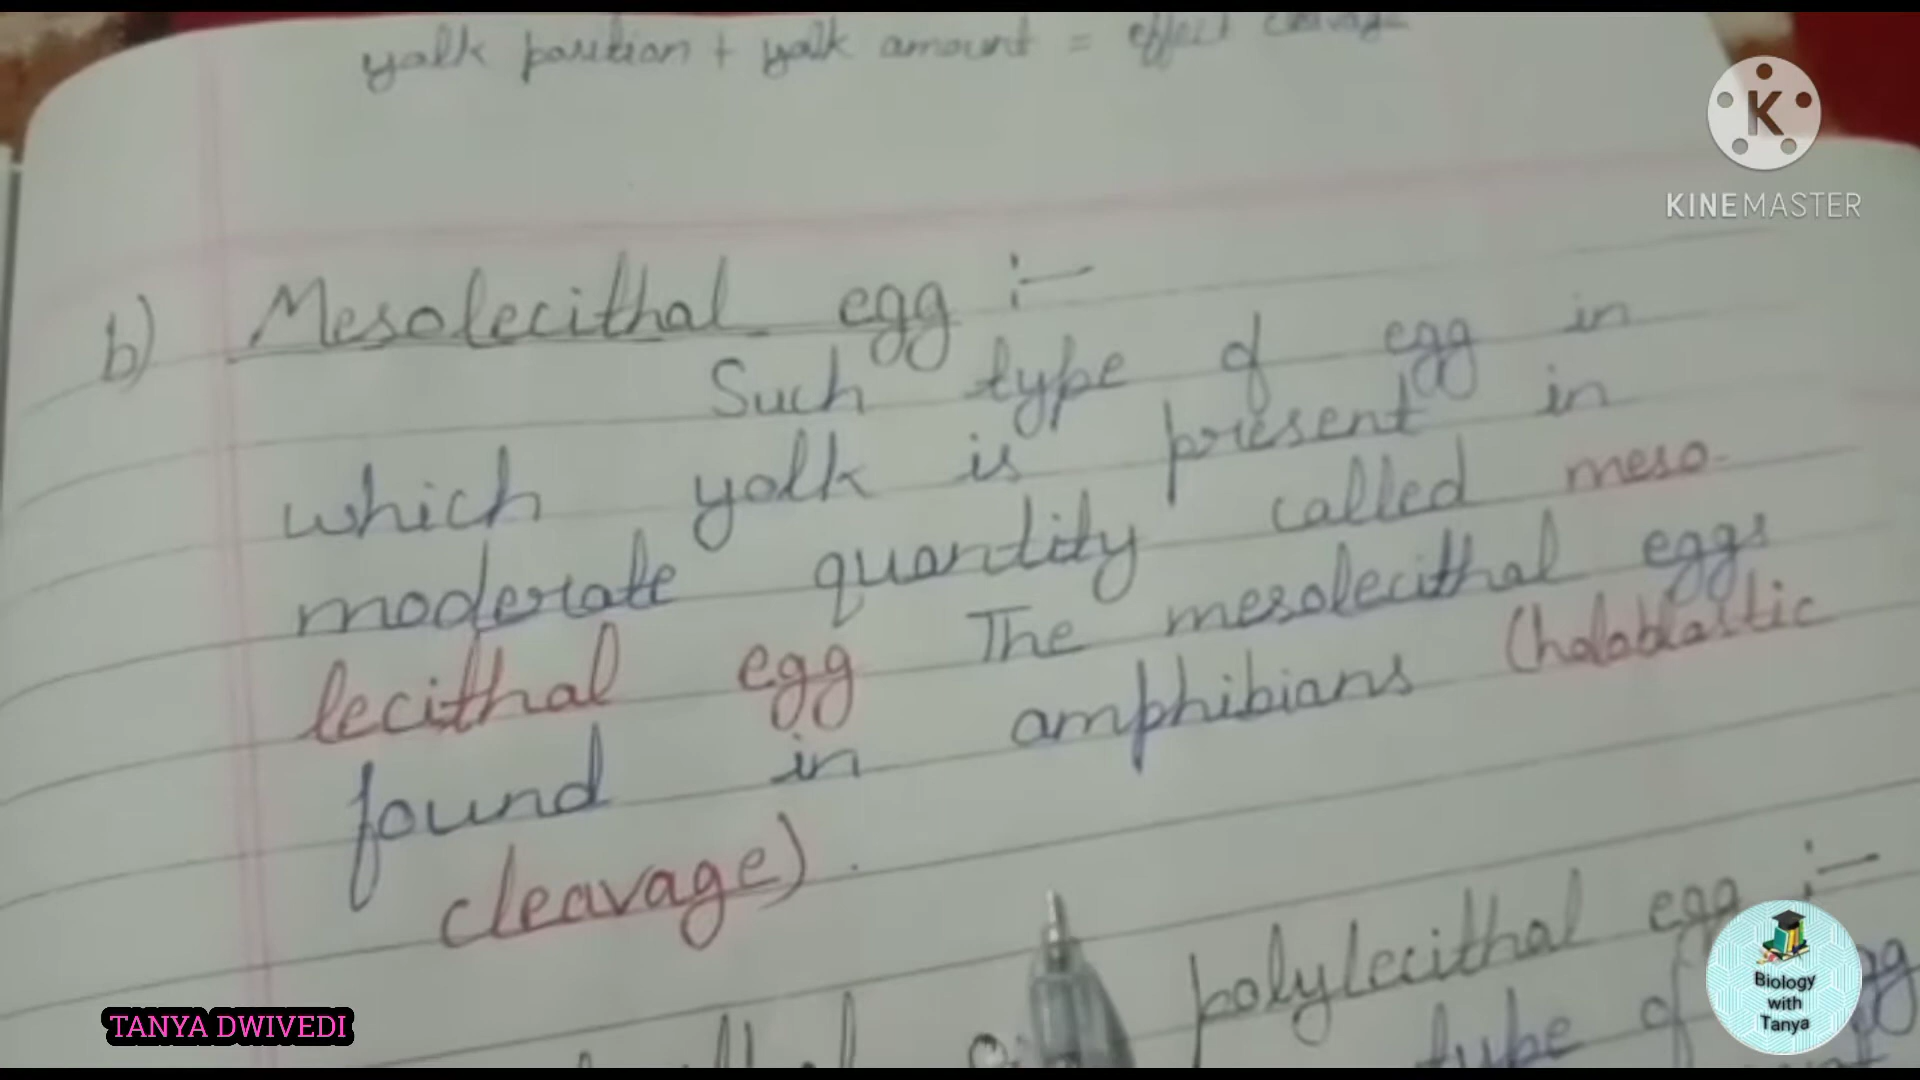 yolk position + yolk amount = effect cleavage
K
KINEMASTER
b) Mesolecithal egg :-
Such type of egg in
which yolk is present in
moderate quantity called meso-
lecithal egg The mesolecithal eggs
found in amphibians (holoblastic
cleavage).
polylecithal egg :-
type of
Biology
with
Tanya
TANYA DWIVEDI